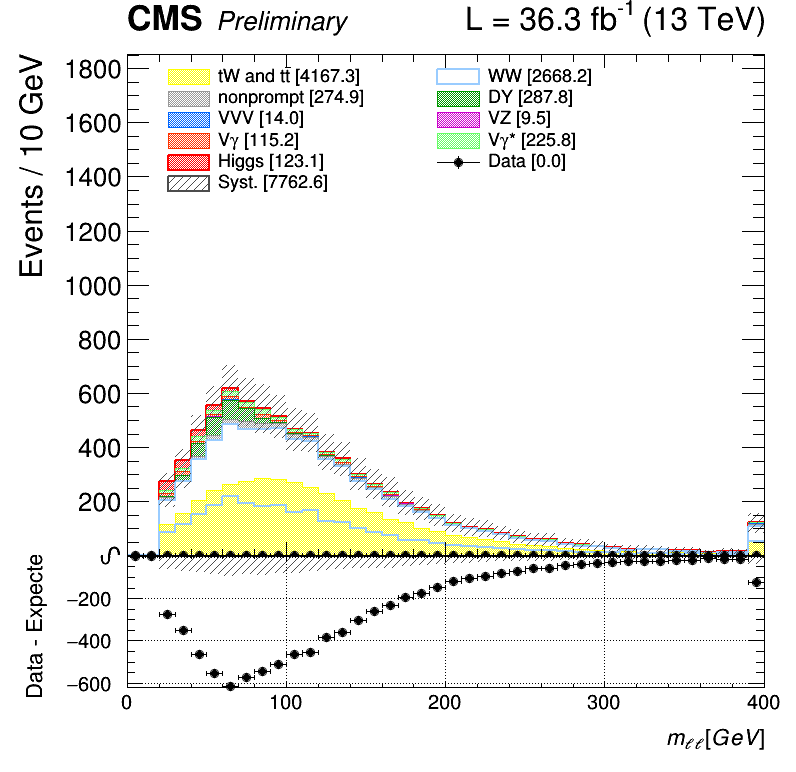 CMS Preliminary L = 36.3 fb⁻¹ (13 TeV)
Events / 10 GeV
1800
1600
1400
1200
1000
800
600
400
200
0
tW and tt̄ [4167.3]
nonprompt [274.9]
VVV [14.0]
Vγ [115.2]
Higgs [123.1]
Syst. [7762.6]
WW [2668.2]
DY [287.8]
VZ [9.5]
Vγ* [225.8]
Data [0.0]
Data - Expecte
0
−200
−400
−600
0 100 200 300 400
mℓℓ[GeV]